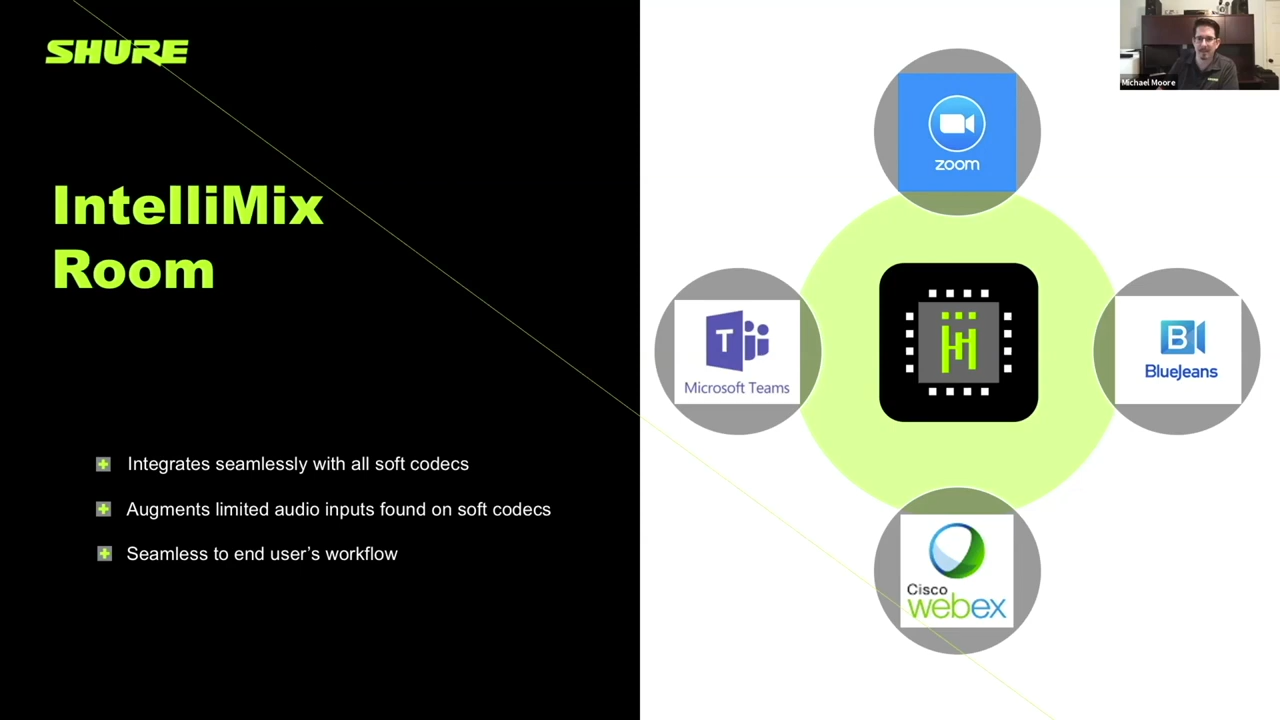 SHURE
IntelliMix
Room
Integrates seamlessly with all soft codecs
Augments limited audio inputs found on soft codecs
Seamless to end user's workflow
zoom
T
Microsoft Teams
B
BlueJeans
Cisco
webex
Michael Moore